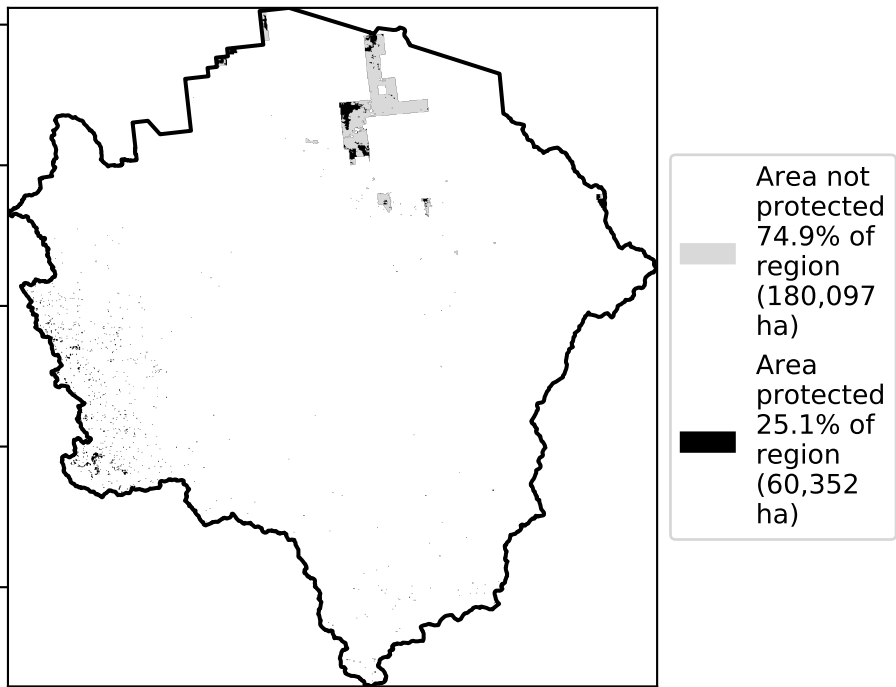 Area not
protected
74.9% of
region
(180,097
ha)
Area
protected
25.1% of
region
(60,352
ha)